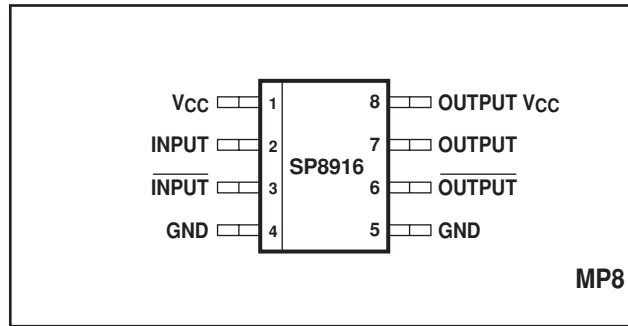 VCC 1 8 OUTPUT VCC
INPUT 2 7 OUTPUT
SP8916
INPUT 3 6 OUTPUT
GND 4 5 GND
MP8